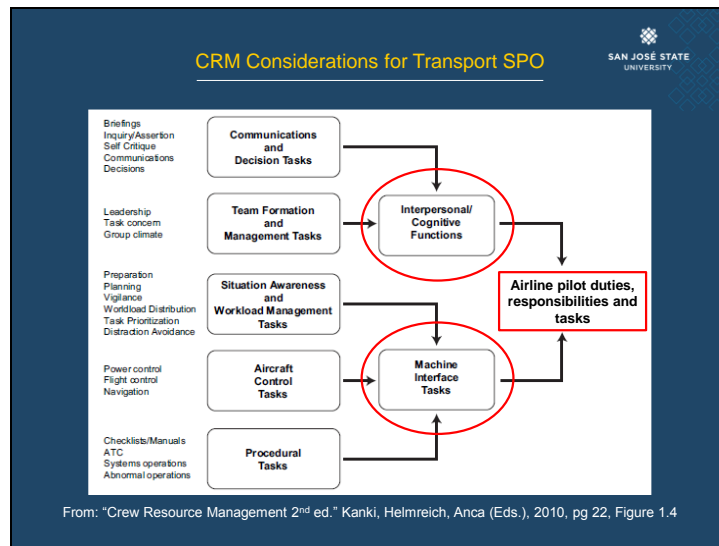 CRM Considerations for Transport SPO
SAN JOSÉ STATE
UNIVERSITY
Briefings
Inquiry/Assertion
Self Critique
Communications
Decisions
Communications
and
Decision Tasks
Leadership
Task concern
Group climate
Team Formation
and
Management Tasks
Interpersonal/
Cognitive
Functions
Preparation
Planning
Vigilance
Worldload Distribution
Task Prioritization
Distraction Avoidance
Situation Awareness
and
Workload Management
Tasks
Airline pilot duties,
responsibilities and
tasks
Power control
Flight control
Navigation
Aircraft
Control
Tasks
Machine
Interface
Tasks
Checklists/Manuals
ATC
Systems operations
Abnormal operations
Procedural
Tasks
From: “Crew Resource Management 2nd ed.” Kanki, Helmreich, Anca (Eds.), 2010, pg 22, Figure 1.4